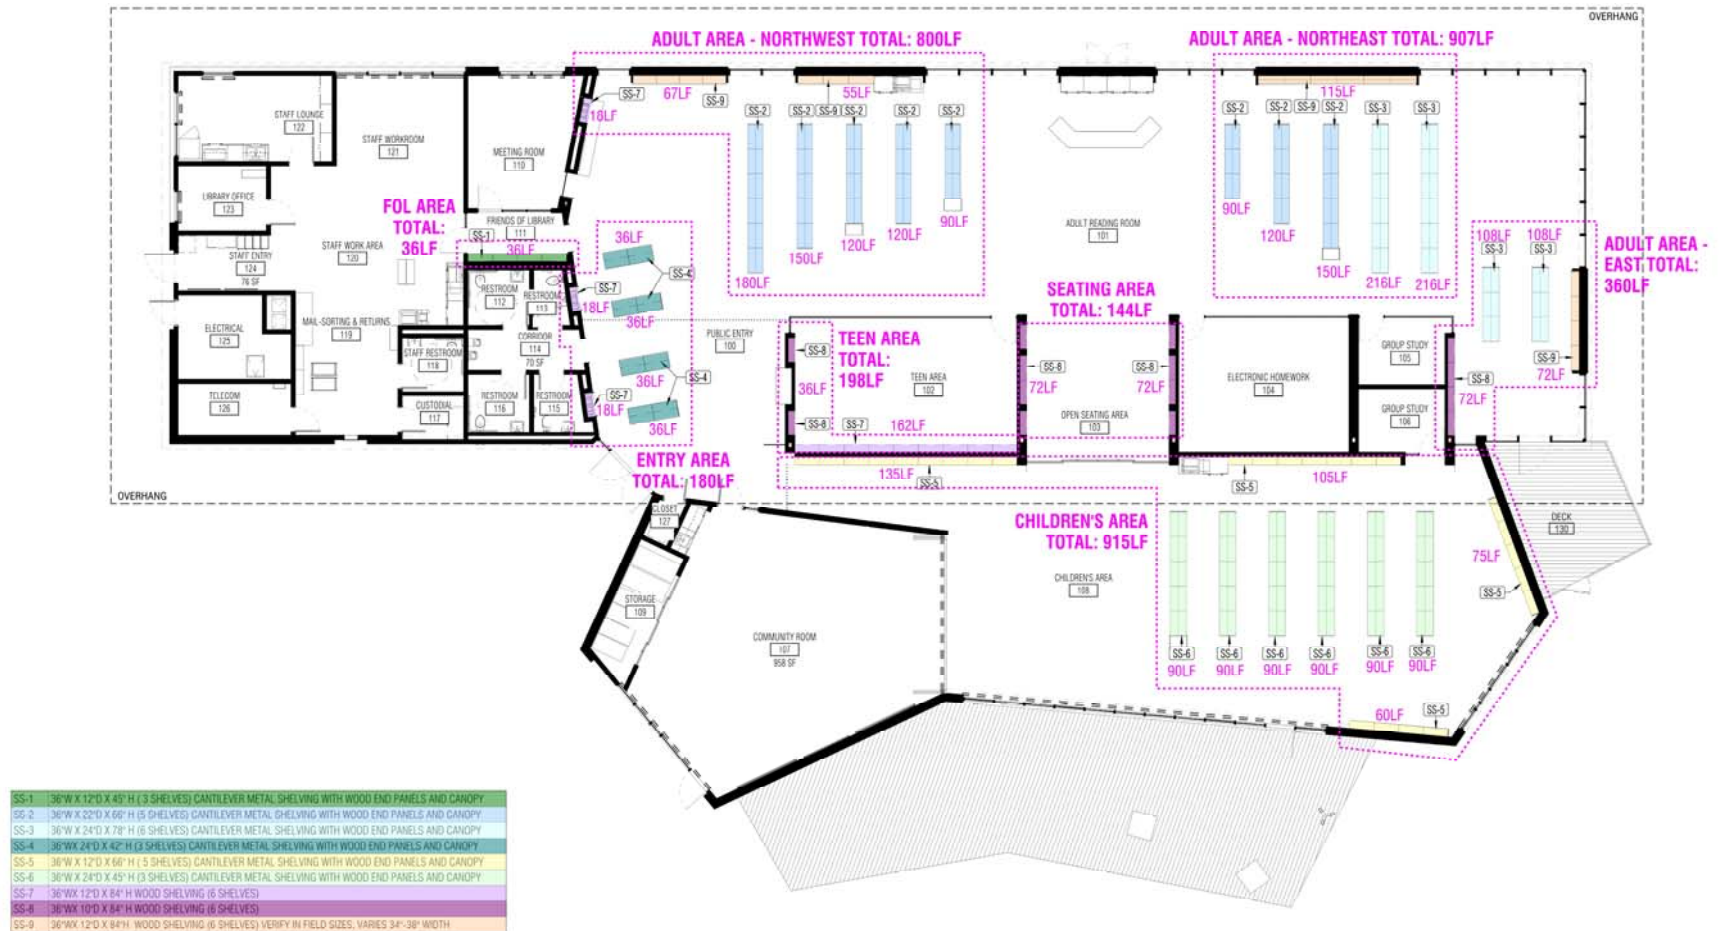 OVERHANG
ADULT AREA - NORTHWEST TOTAL: 800LF
ADULT AREA - NORTHEAST TOTAL: 907LF
67LF
SS-9
55LF
115LF
SS-7
18LF
SS-2
SS-2
SS-9
SS-2
SS-2
SS-2
SS-2
SS-2
SS-9
SS-2
SS-3
SS-3
STAFF LOUNGE
122
STAFF WORKROOM
121
MEETING ROOM
110
LIBRARY OFFICE
123
FOL AREA
TOTAL:
36LF
FRIENDS OF LIBRARY
111
SS-1
36LF
STAFF ENTRY
124
76 SF
STAFF WORK AREA
120
36LF
SS-4
36LF
180LF
150LF
120LF
120LF
90LF
ADULT READING ROOM
101
90LF
120LF
150LF
216LF
216LF
108LF
108LF
SS-3
SS-3
ADULT AREA -
EAST TOTAL:
360LF
RESTROOM
112
RESTROOM
113
SS-7
18LF
SEATING AREA
TOTAL: 144LF
ELECTRICAL
125
MAIL-SORTING & RETURNS
119
STAFF RESTROOM
118
CORRIDOR
114
70 SF
PUBLIC ENTRY
100
SS-8
TEEN AREA
TOTAL:
198LF
TEEN AREA
102
36LF
SS-8
SS-8
72LF
SS-8
72LF
OPEN SEATING AREA
103
ELECTRONIC HOMEWORK
104
GROUP STUDY
105
GROUP STUDY
106
SS-8
72LF
SS-9
72LF
36LF
SS-4
36LF
TELECOM
126
CUSTODIAL
117
RESTROOM
116
RESTROOM
115
SS-7
18LF
SS-7
162LF
135LF
SS-5
SS-5
105LF
ENTRY AREA
TOTAL: 180LF
OVERHANG
CLOSET
127
CHILDREN'S AREA
TOTAL: 915LF
DECK
130
75LF
SS-5
CHILDREN'S AREA
108
STORAGE
109
COMMUNITY ROOM
107
958 SF
SS-6
SS-6
SS-6
SS-6
SS-6
SS-6
90LF
90LF
90LF
90LF
90LF
90LF
60LF
SS-5
SS-1 36"W X 12"D X 45" H ( 3 SHELVES) CANTILEVER METAL SHELVING WITH WOOD END PANELS AND CANOPY
SS-2 36"W X 22"D X 66" H (5 SHELVES) CANTILEVER METAL SHELVING WITH WOOD END PANELS AND CANOPY
SS-3 36"W X 24"D X 78" H (6 SHELVES) CANTILEVER METAL SHELVING WITH WOOD END PANELS AND CANOPY
SS-4 36"WX 24"D X 42" H (3 SHELVES) CANTILEVER METAL SHELVING WITH WOOD END PANELS AND CANOPY
SS-5 36"W X 12"D X 66" H ( 5 SHELVES) CANTILEVER METAL SHELVING WITH WOOD END PANELS AND CANOPY
SS-6 36"W X 24"D X 45" H (3 SHELVES) CANTILEVER METAL SHELVING WITH WOOD END PANELS AND CANOPY
SS-7 36"WX 12"D X 84" H WOOD SHELVING (6 SHELVES)
SS-8 36"WX 10"D X 84" H WOOD SHELVING (6 SHELVES)
SS-9 36"WX 12"D X 84"H WOOD SHELVING (6 SHELVES) VERIFY IN FIELD SIZES, VARIES 34"-38" WIDTH